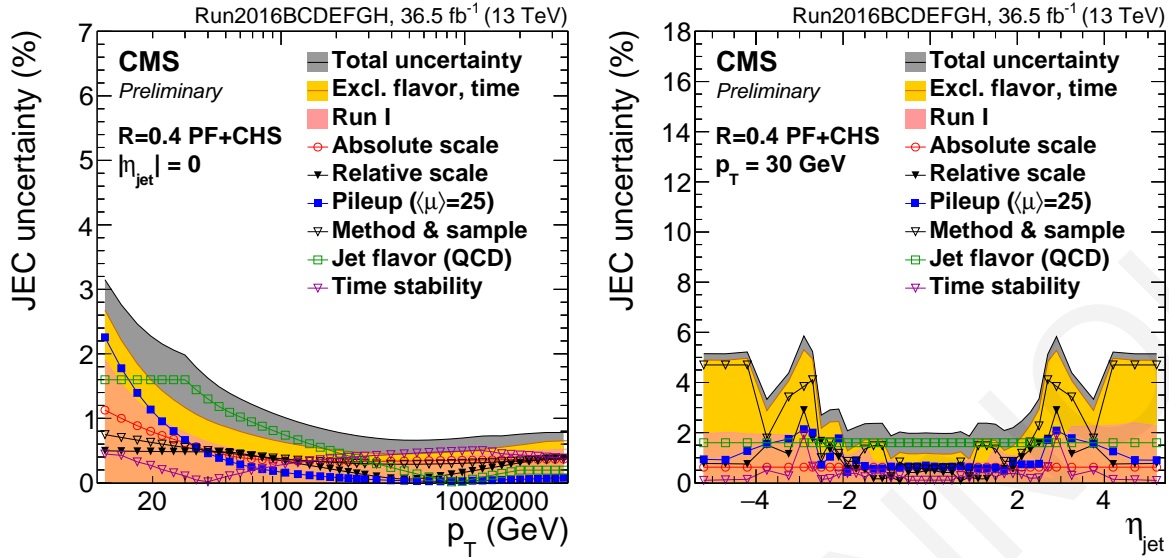 Run2016BCDEFGH, 36.5 fb⁻¹ (13 TeV)
JEC uncertainty (%)
7
6
5
4
3
2
1
0
CMS
Preliminary
R=0.4 PF+CHS
|η_jet| = 0
Total uncertainty
Excl. flavor, time
Run I
Absolute scale
Relative scale
Pileup (⟨μ⟩=25)
Method & sample
Jet flavor (QCD)
Time stability
20 100 200 1000 2000
p_T (GeV)
Run2016BCDEFGH, 36.5 fb⁻¹ (13 TeV)
JEC uncertainty (%)
18
16
14
12
10
8
6
4
2
0
CMS
Preliminary
R=0.4 PF+CHS
p_T = 30 GeV
Total uncertainty
Excl. flavor, time
Run I
Absolute scale
Relative scale
Pileup (⟨μ⟩=25)
Method & sample
Jet flavor (QCD)
Time stability
−4 −2 0 2 4
η_jet